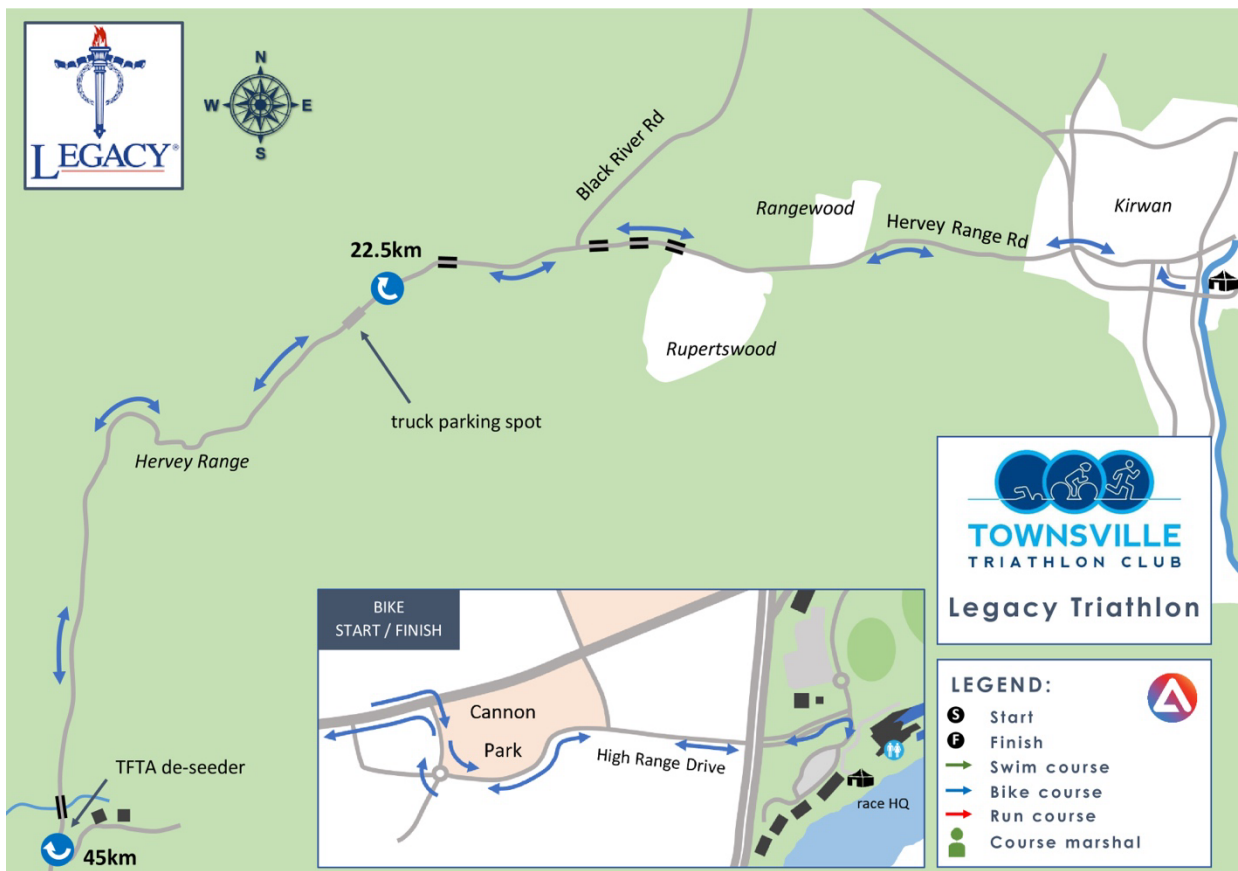 LEGACY®
N
W E
S
Black River Rd
Rangewood
Kirwan
Hervey Range Rd
22.5km
Rupertswood
truck parking spot
Hervey Range
TFTA de-seeder
45km
BIKE
START / FINISH
Cannon
Park
High Range Drive
race HQ
TOWNSVILLE
TRIATHLON CLUB
Legacy Triathlon
LEGEND:
S Start
F Finish
Swim course
Bike course
Run course
Course marshal